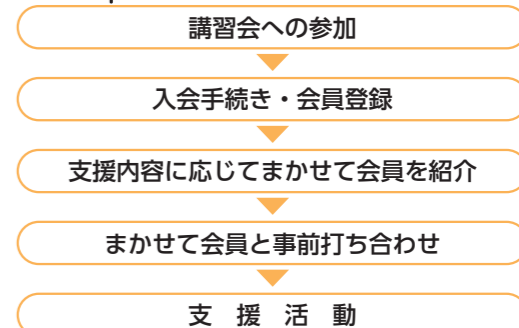 講習会への参加
入会手続き・会員登録
支援内容に応じてまかせて会員を紹介
まかせて会員と事前打ち合わせ
支　援　活　動